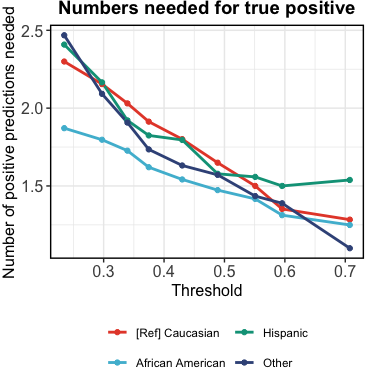 Numbers needed for true positive
Number of positive predictions needed
2.5
2.0
1.5
0.3 0.4 0.5 0.6 0.7
Threshold
[Ref] Caucasian Hispanic
African American Other